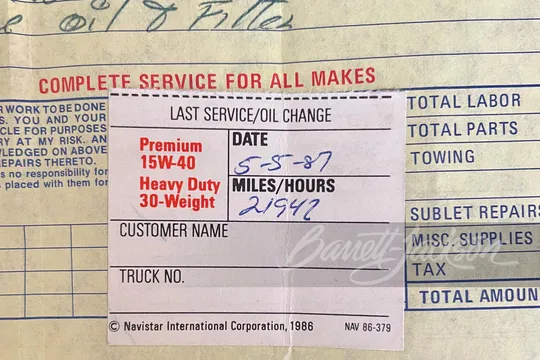 e oil & Filter
COMPLETE SERVICE FOR ALL MAKES
R WORK TO BE DONE
S. YOU AND YOUR
CLE FOR PURPOSES
RY AT MY RISK. AN
WLEDGED ON ABOVE
EPAIRS THERETO.
s no responsibility for
s placed with them for
LAST SERVICE/OIL CHANGE
Premium
15W-40
Heavy Duty
30-Weight
DATE
5-5-87
MILES/HOURS
21942
CUSTOMER NAME
TRUCK NO.
© Navistar International Corporation, 1986 NAV 86-379
TOTAL LABOR
TOTAL PARTS
TOWING
SUBLET REPAIRS
MISC. SUPPLIES
TAX
TOTAL AMOUN
Barrett-Jackson